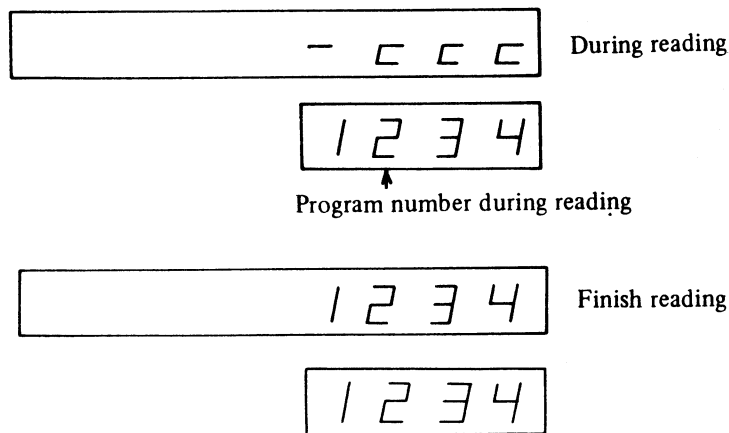 - c c c During reading
1 2 3 4
Program number during reading
1 2 3 4 Finish reading
1 2 3 4